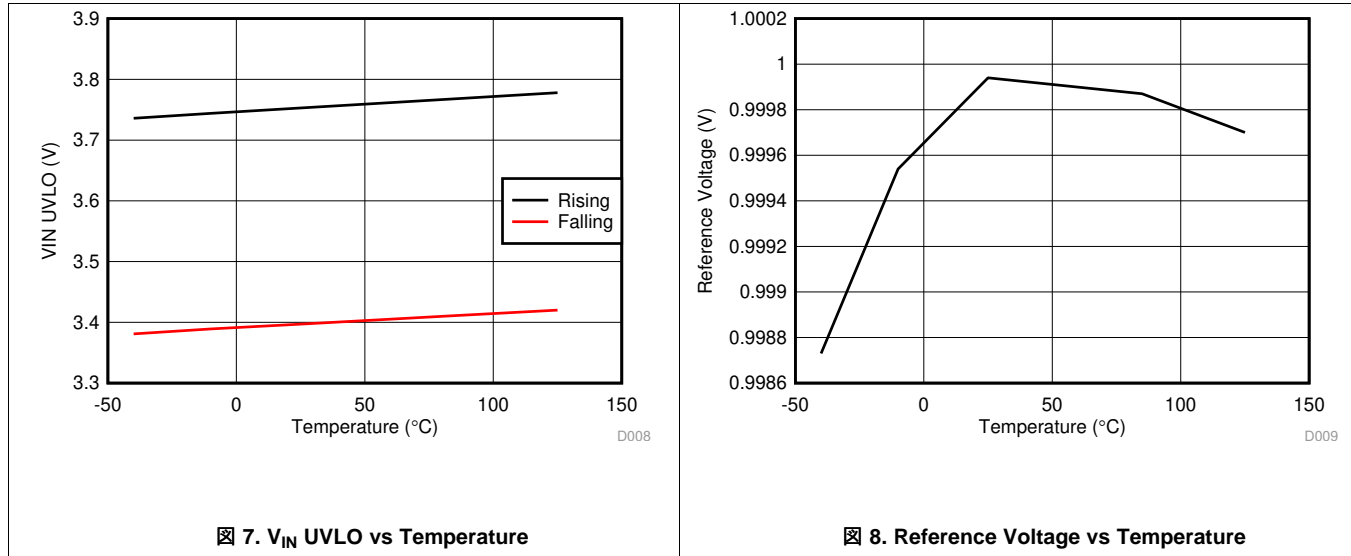 3.9
3.8
3.7
3.6
3.5
3.4
3.3
VIN UVLO (V)
Rising
Falling
-50 0 50 100 150
Temperature (°C)
D008
図 7. VIN UVLO vs Temperature
1.0002
1
0.9998
0.9996
0.9994
0.9992
0.999
0.9988
0.9986
Reference Voltage (V)
-50 0 50 100 150
Temperature (°C)
D009
図 8. Reference Voltage vs Temperature